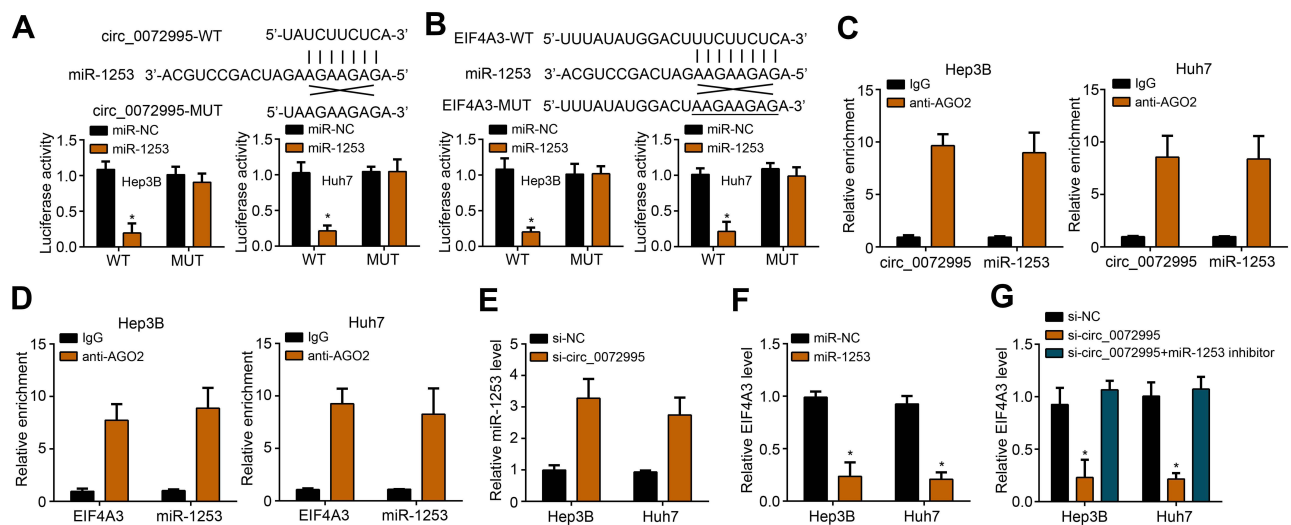 A
circ_0072995-WT 5'-UAUCUUCUCA-3'
miR-1253 3'-ACGUCCGACUAGAAGAAGAGA-5'
circ_0072995-MUT 5'-UAAGAAGAGA-3'
miR-NC
miR-1253
Luciferase activity
1.5
1.0
0.5
0.0
Hep3B
*
WT MUT
miR-NC
miR-1253
Luciferase activity
1.5
1.0
0.5
0.0
Huh7
*
WT MUT
B
EIF4A3-WT 5'-UUUAUAUGGACUUUCUUCUCA-3'
miR-1253 3'-ACGUCCGACUAGAAGAAGAGA-5'
EIF4A3-MUT 5'-UUUAUAUGGACUAAGAAGAGA-3'
miR-NC
miR-1253
Luciferase activity
1.5
1.0
0.5
0.0
Hep3B
*
WT MUT
miR-NC
miR-1253
Luciferase activity
1.5
1.0
0.5
0.0
Huh7
*
WT MUT
C
Hep3B
IgG
anti-AGO2
Relative enrichment
15
10
5
0
circ_0072995 miR-1253
Huh7
IgG
anti-AGO2
Relative enrichment
15
10
5
0
circ_0072995 miR-1253
D
Hep3B
IgG
anti-AGO2
Relative enrichment
15
10
5
0
EIF4A3 miR-1253
Huh7
IgG
anti-AGO2
Relative enrichment
15
10
5
0
EIF4A3 miR-1253
E
si-NC
si-circ_0072995
Relative miR-1253 level
5
4
3
2
1
0
Hep3B Huh7
F
miR-NC
miR-1253
Relative EIF4A3 level
1.5
1.0
0.5
0.0
* *
Hep3B Huh7
G
si-NC
si-circ_0072995
si-circ_0072995+miR-1253 inhibitor
Relative EIF4A3 level
1.5
1.0
0.5
0.0
* *
Hep3B Huh7